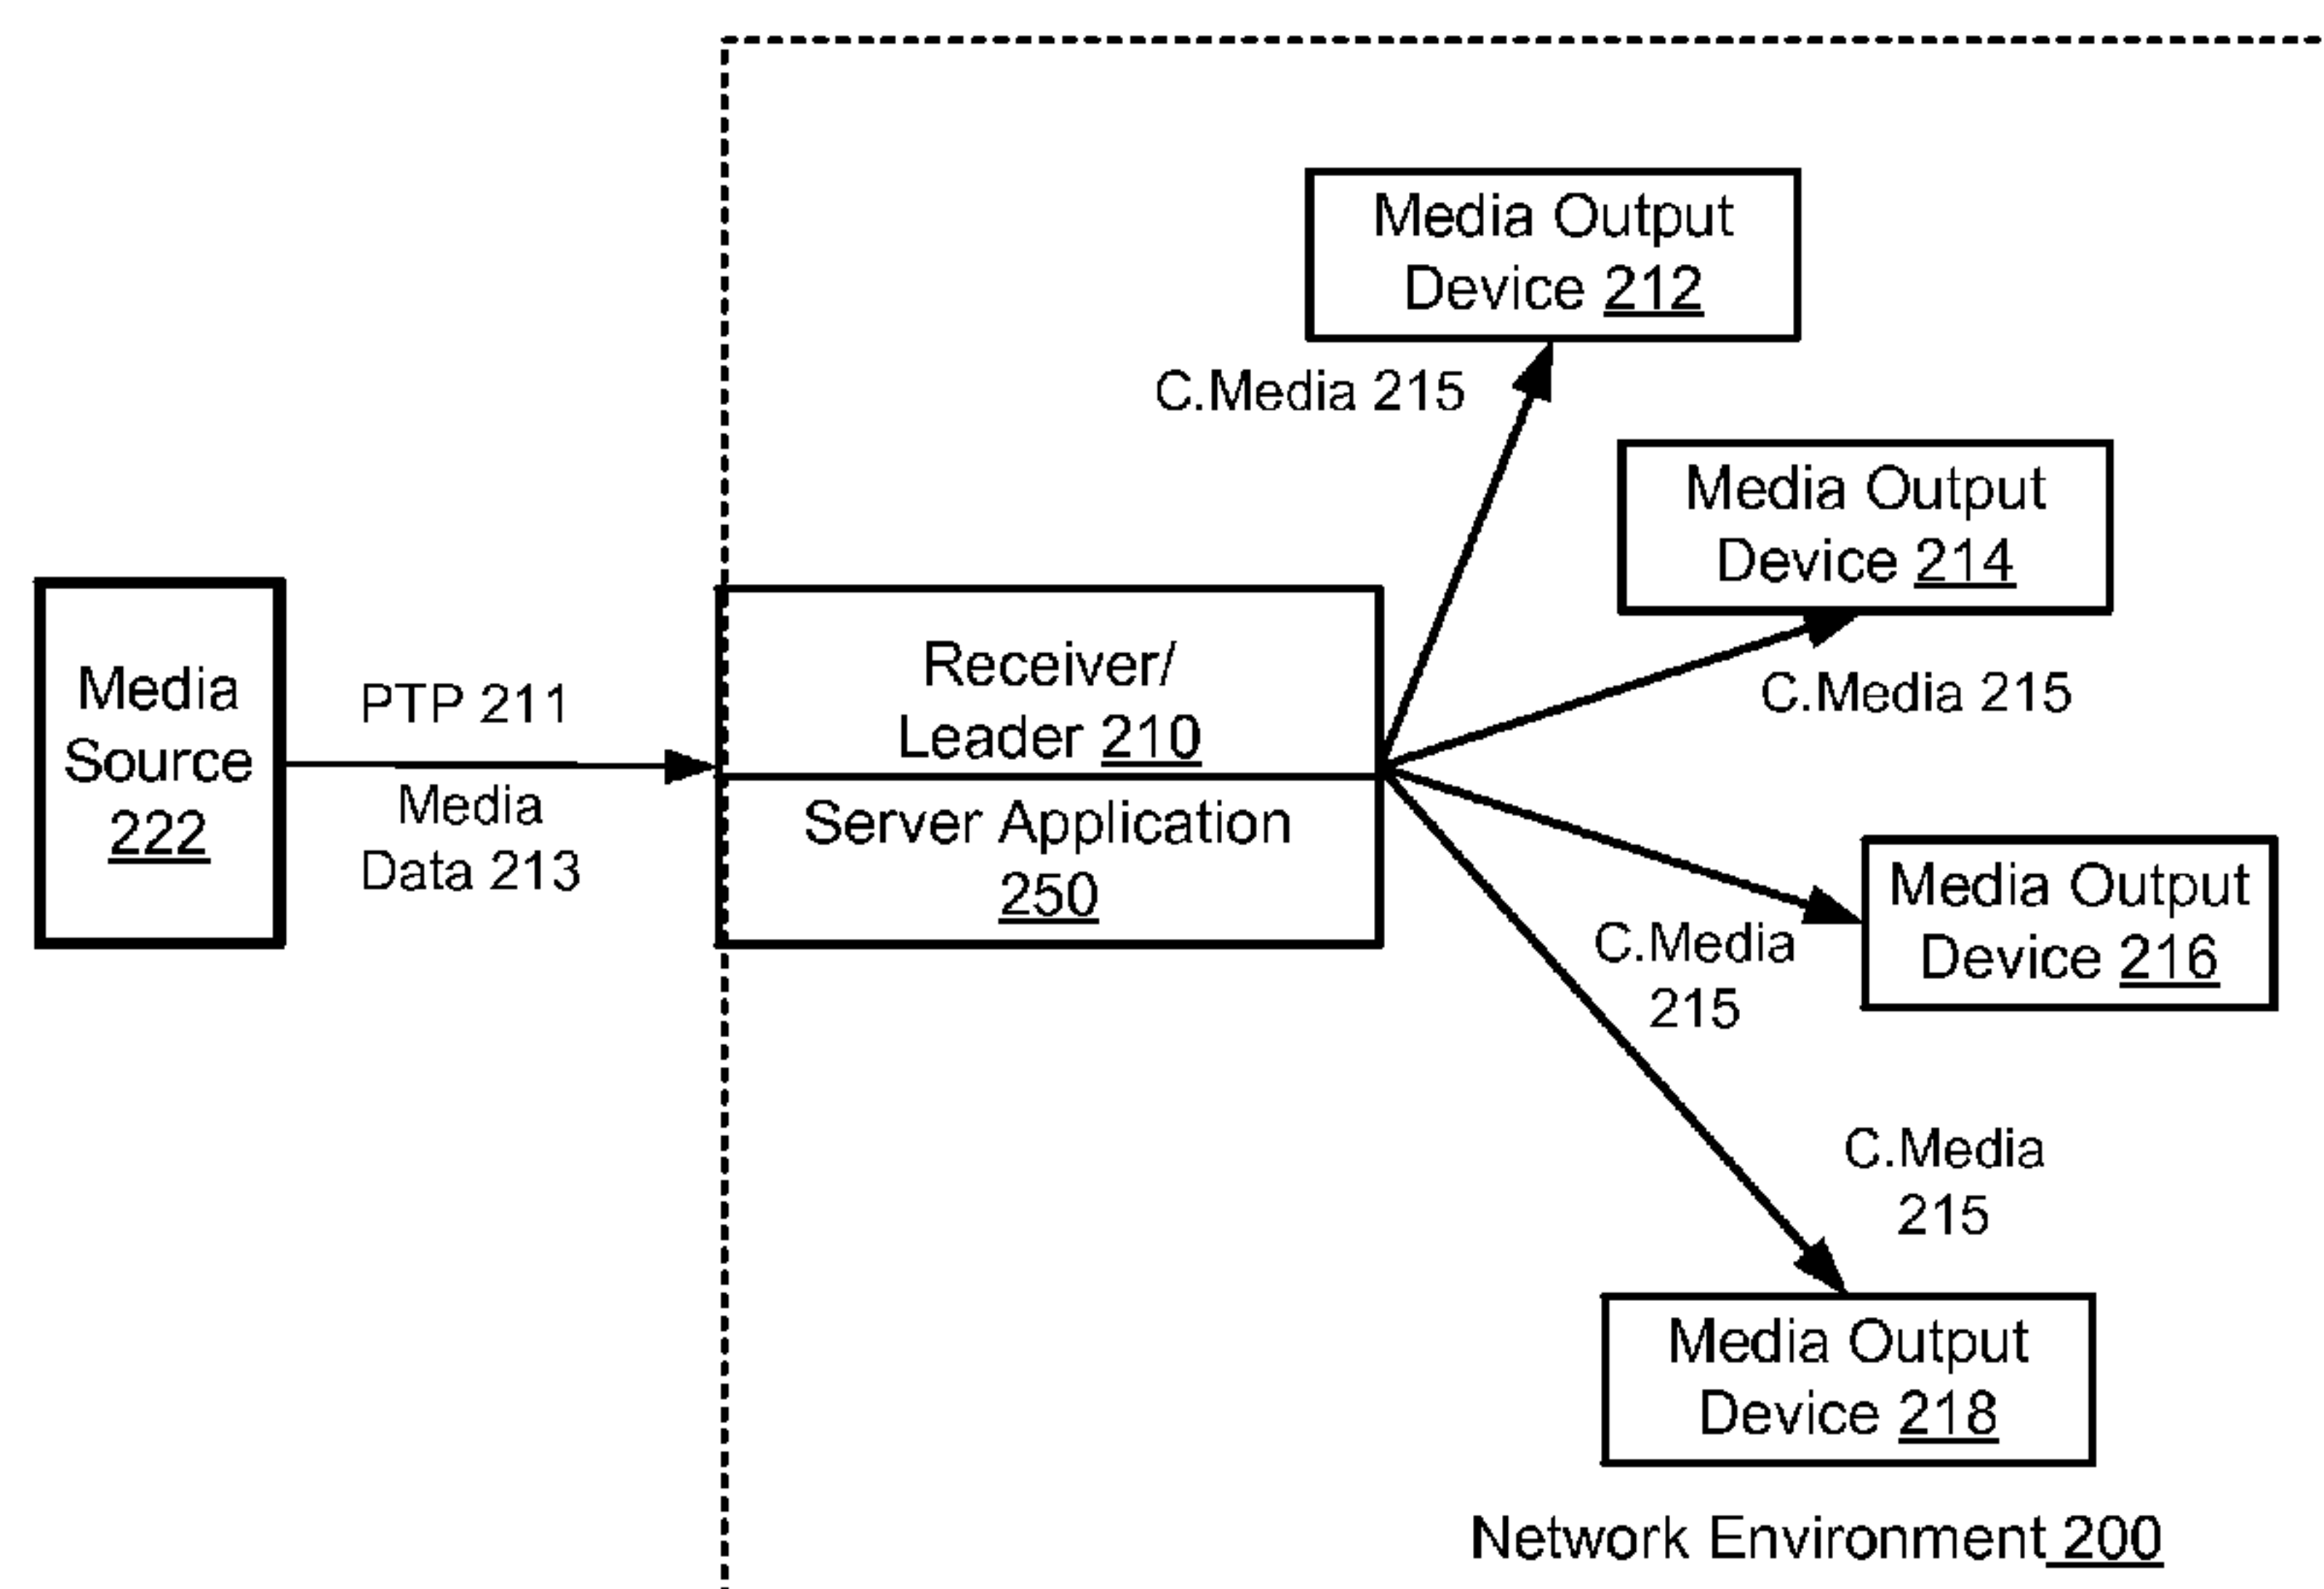 Media Output
Device 212
C.Media 215
Media Output
Device 214
C.Media 215
Media
Source
222
PTP 211
Media
Data 213
Receiver/
Leader 210
Server Application
250
Media Output
Device 216
C.Media
215
C.Media
215
Media Output
Device 218
Network Environment 200